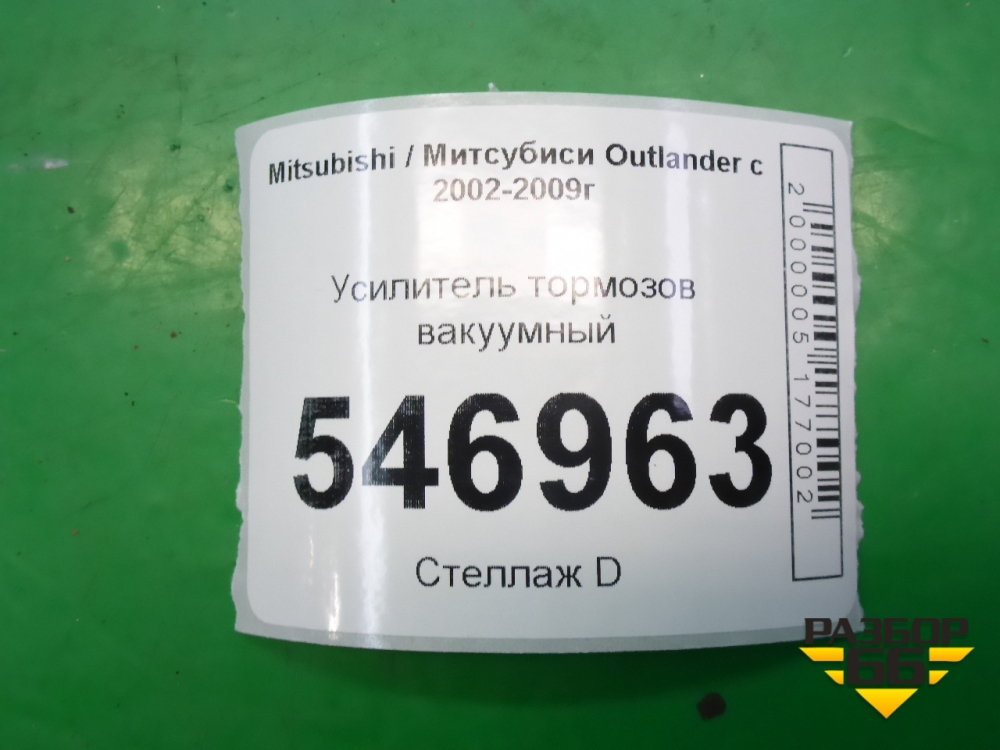 Mitsubishi / Митсубиси Outlander с
2002-2009г
Усилитель тормозов
вакуумный
546963
Стеллаж D
2000005177002
РАЗБОР
66